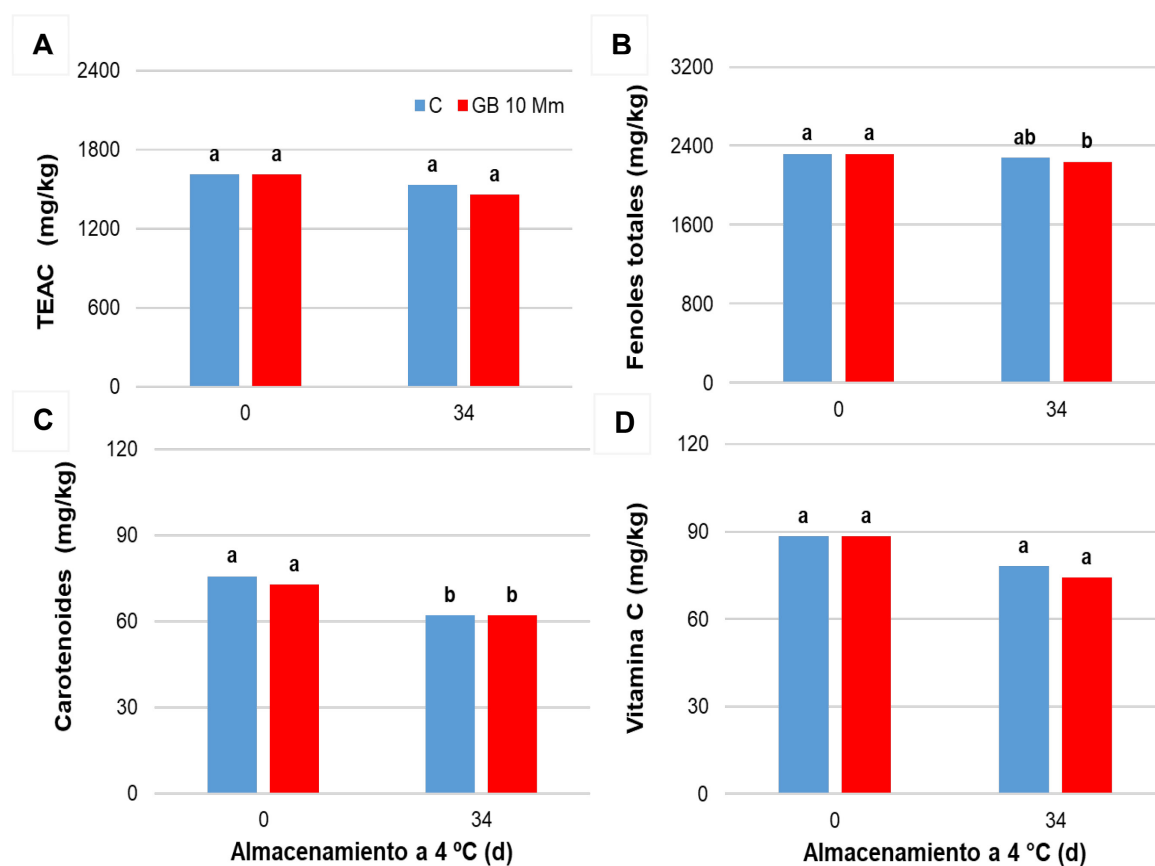 A
TEAC (mg/kg)
2400
1800
1200
600
0
C GB 10 Mm
a a a a
0 34
B
Fenoles totales (mg/kg)
3200
2400
1600
800
0
a a ab b
0 34
C
Carotenoides (mg/kg)
120
90
60
30
0
a a b b
0 34
Almacenamiento a 4 ºC (d)
D
Vitamina C (mg/kg)
120
90
60
30
0
a a a a
0 34
Almacenamiento a 4 °C (d)